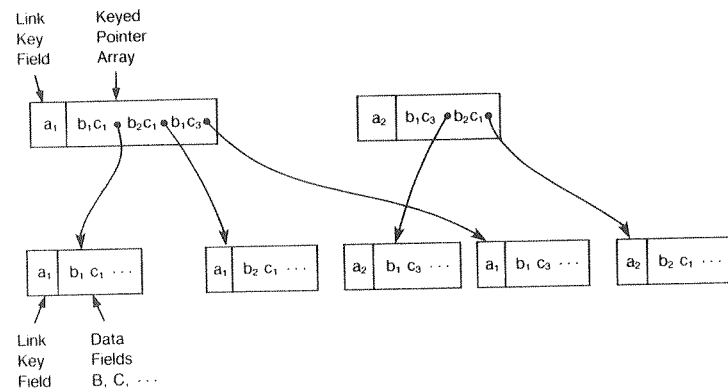 Link Key Field
Keyed Pointer Array
a₁ b₁c₁ b₂c₁ b₁c₃
a₂ b₁c₃ b₂c₁
a₁ b₁ c₁ ···
a₁ b₂ c₁ ···
a₂ b₁ c₃ ···
a₁ b₁ c₃ ···
a₂ b₂ c₁ ···
Link Key Field
Data Fields B, C, ···